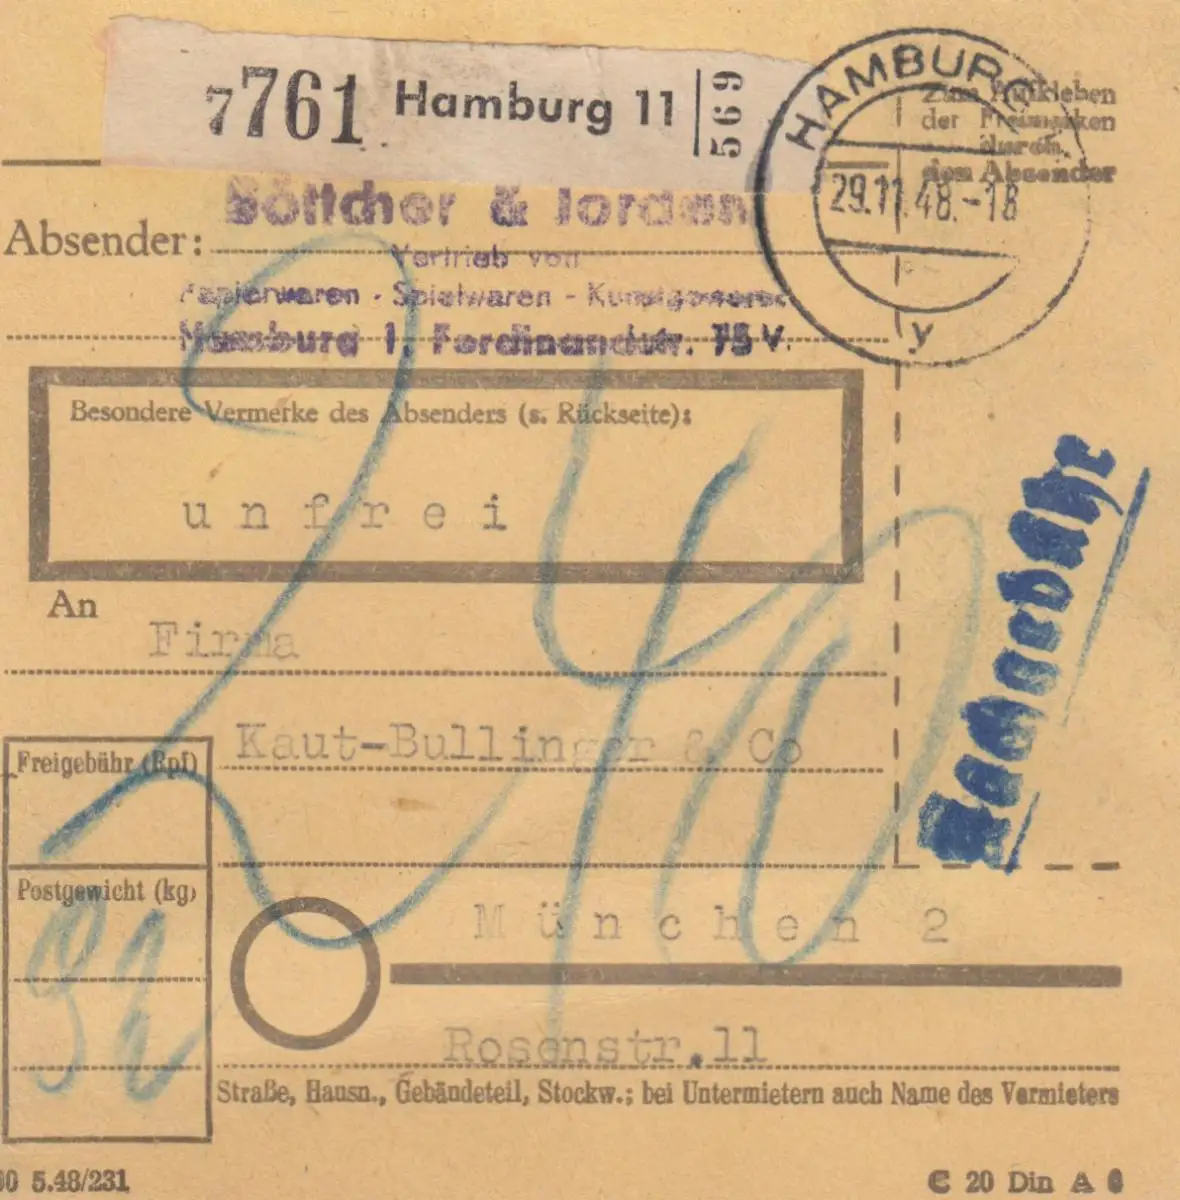 7761 Hamburg 11 569
HAMBURG
29.11.48.-18
y
Zum Aufkleben
der Freimarken
durch
den Absender
Böttcher & Jordan
Absender:
Vertrieb von
Papierwaren - Spielwaren - Kunstgewerbe
Hamburg 1, Ferdinandstr. 75 V.
Besondere Vermerke des Absenders (s. Rückseite):
unfrei
An
Firma
Kaut-Bullinger & Co
Freigebühr (Rpf)
240
Postgewicht (kg)
München 2
Rosenstr.11
Straße, Hausn., Gebäudeteil, Stockw.; bei Untermietern auch Name des Vermieters
00 5.48/231
C 20 Din A 6